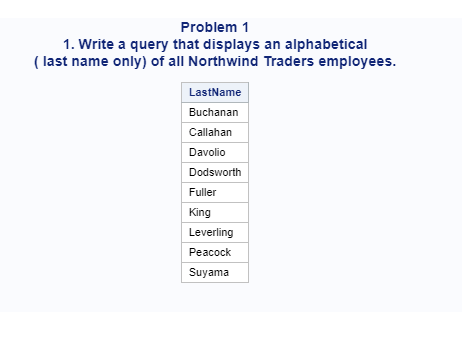 Problem 1
1. Write a query that displays an alphabetical
( last name only) of all Northwind Traders employees.
LastName
Buchanan
Callahan
Davolio
Dodsworth
Fuller
King
Leverling
Peacock
Suyama